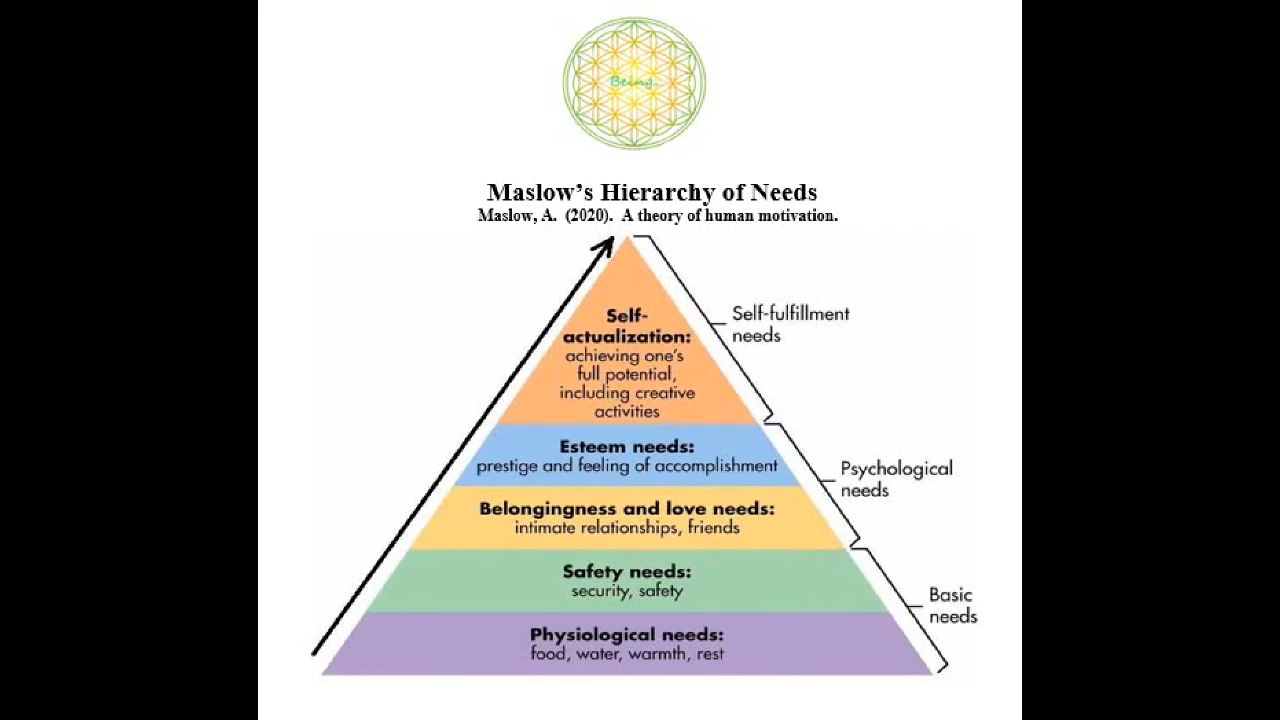 Being..
Maslow’s Hierarchy of Needs
Maslow, A. (2020). A theory of human motivation.
Self-
actualization:
achieving one’s
full potential,
including creative
activities
Self-fulfillment
needs
Esteem needs:
prestige and feeling of accomplishment
Psychological
needs
Belongingness and love needs:
intimate relationships, friends
Safety needs:
security, safety
Basic
needs
Physiological needs:
food, water, warmth, rest